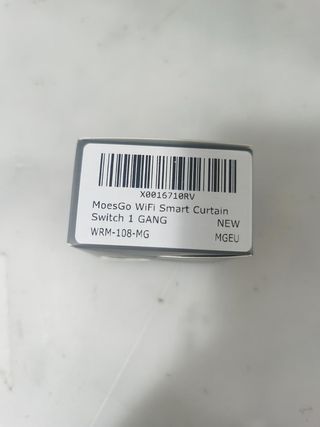 X0016710RV
MoesGo WiFi Smart Curtain
Switch 1 GANG
NEW
WRM-108-MG
MGEU